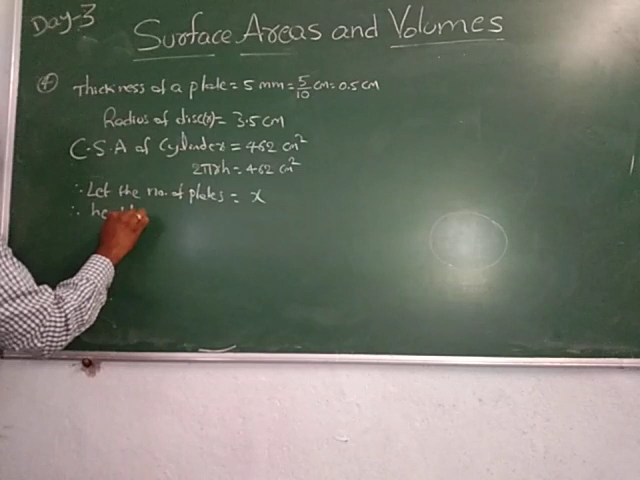 Day-3
Surface Areas and Volumes
④ Thickness of a plate = 5 mm = 5/10 cm = 0.5 cm
Radius of disc(r) = 3.5 cm
C.S.A of Cylinder = 462 cm²
2πrh = 462 cm²
∴ Let the no. of plates = x
∴